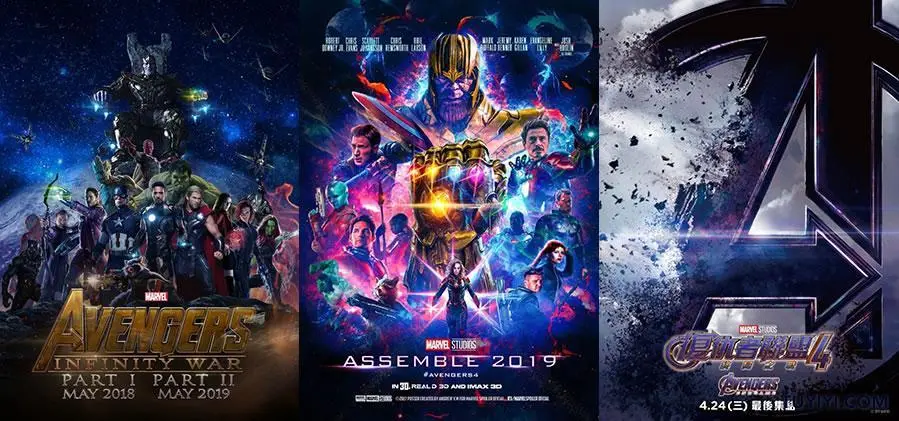 MARVEL
AVENGERS
INFINITY WAR
PART I PART II
MAY 2018 MAY 2019
ROBERT DOWNEY JR.
CHRIS EVANS
SCARLETT JOHANSSON
CHRIS HEMSWORTH
BRIE LARSON
MARK RUFFALO
JEREMY RENNER
KAREN GILLAN
EVANGELINE LILLY
JOSH BROLIN
MARVEL STUDIOS
ASSEMBLE 2019
#AVENGERS4
IN 3D, REAL D 3D AND IMAX 3D
MARVEL STUDIOS
MARVEL STUDIOS
復仇者聯盟4
AVENGERS
4.24(三) 最後集結